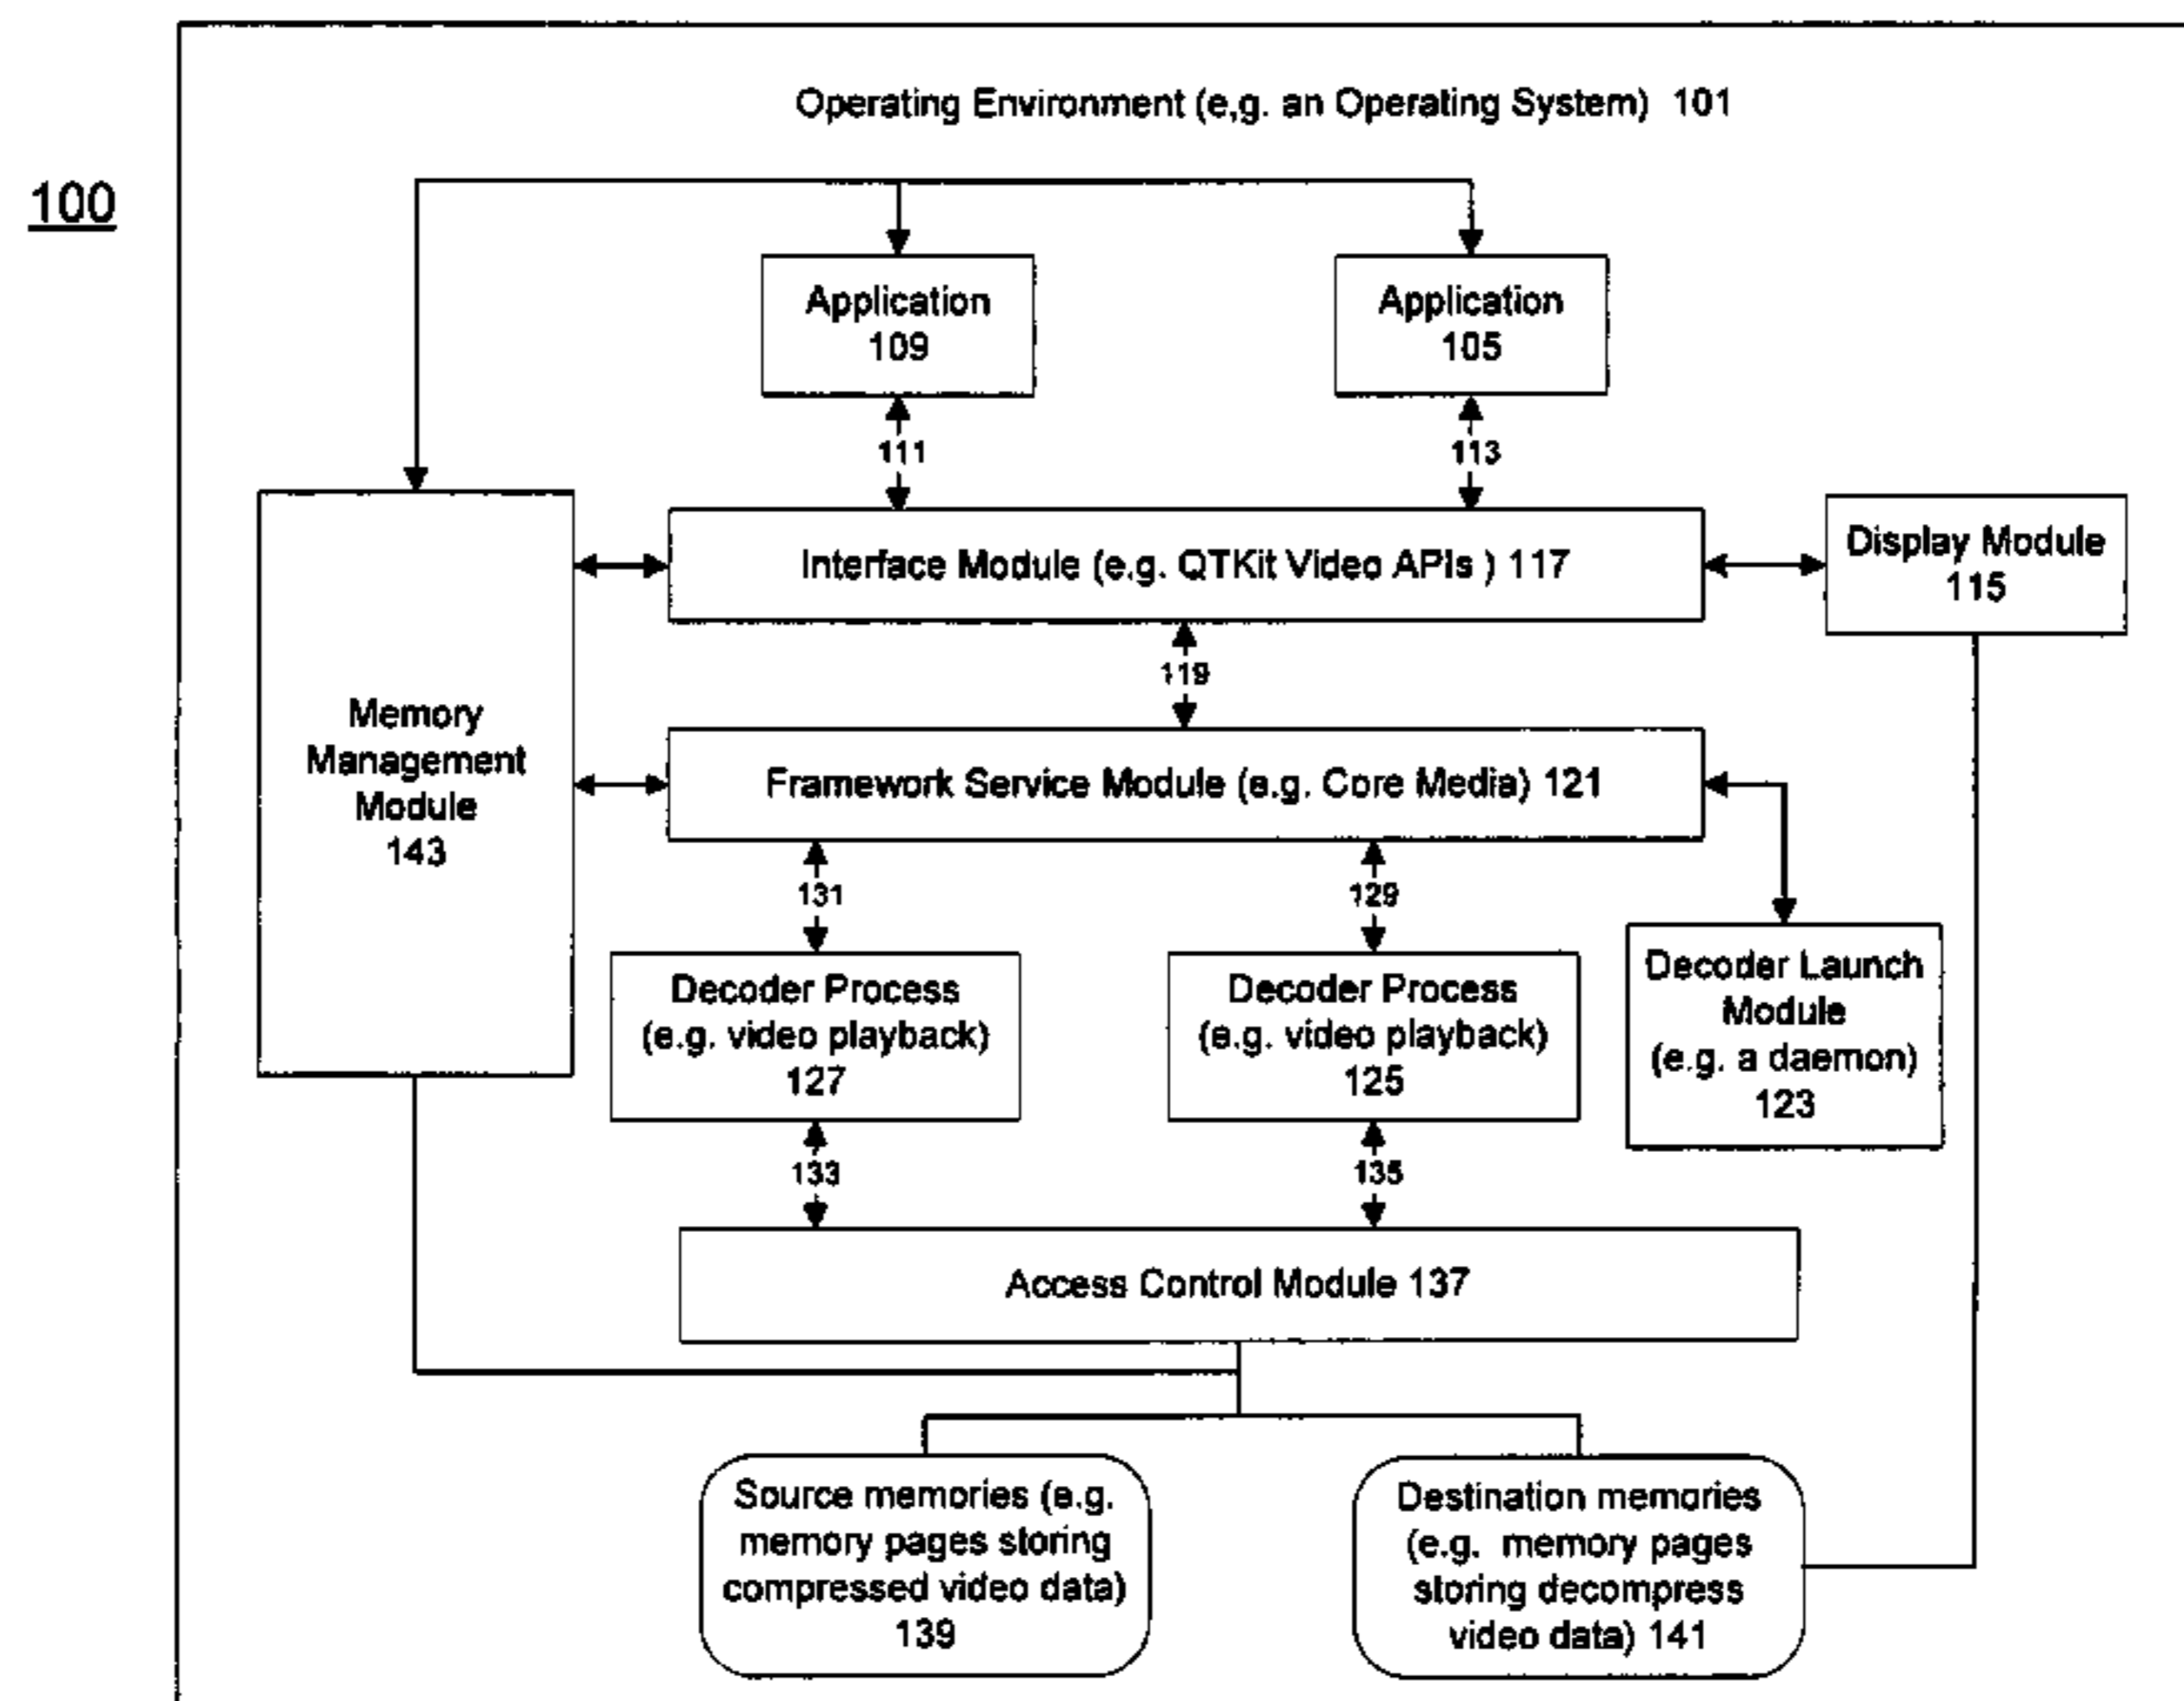 Operating Environment (e,g. an Operating System) 101
100
Application
109
Application
105
111
113
Interface Module (e.g. QTKit Video APIs ) 117
Display Module
115
119
Memory
Management
Module
143
Framework Service Module (e.g. Core Media) 121
131
129
Decoder Process
(e.g. video playback)
127
Decoder Process
(e.g. video playback)
125
Decoder Launch
Module
(e.g. a daemon)
123
133
135
Access Control Module 137
Source memories (e.g.
memory pages storing
compressed video data)
139
Destination memories
(e.g. memory pages
storing decompress
video data) 141